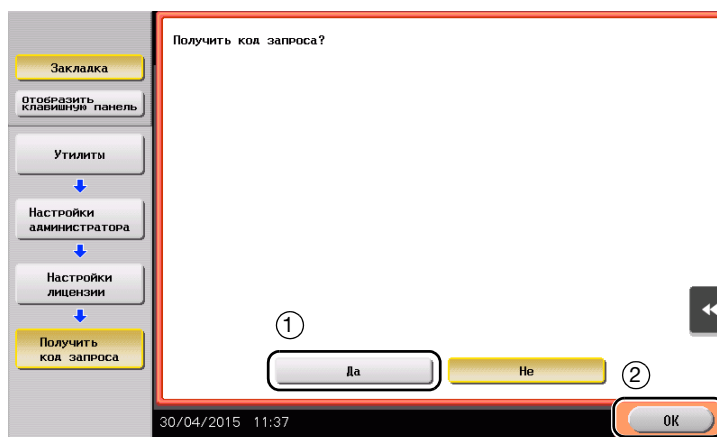 Получить код запроса?
Закладка
Отобразить
клавишную панель
Утилиты
Настройки
администратора
Настройки
лицензии
Получить
код запроса
1
Да
Не
2
30/04/2015 11:37
OK